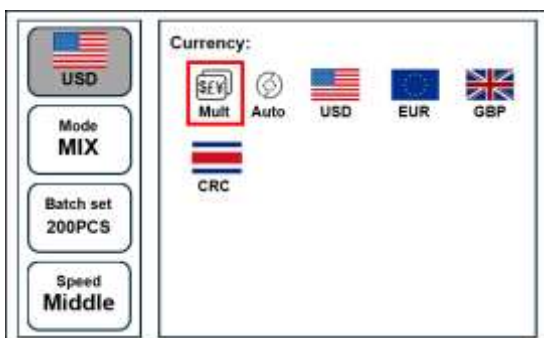 USD
Mode
MIX
Batch set
200PCS
Speed
Middle
Currency:
$£¥
Mult Auto USD EUR GBP
CRC